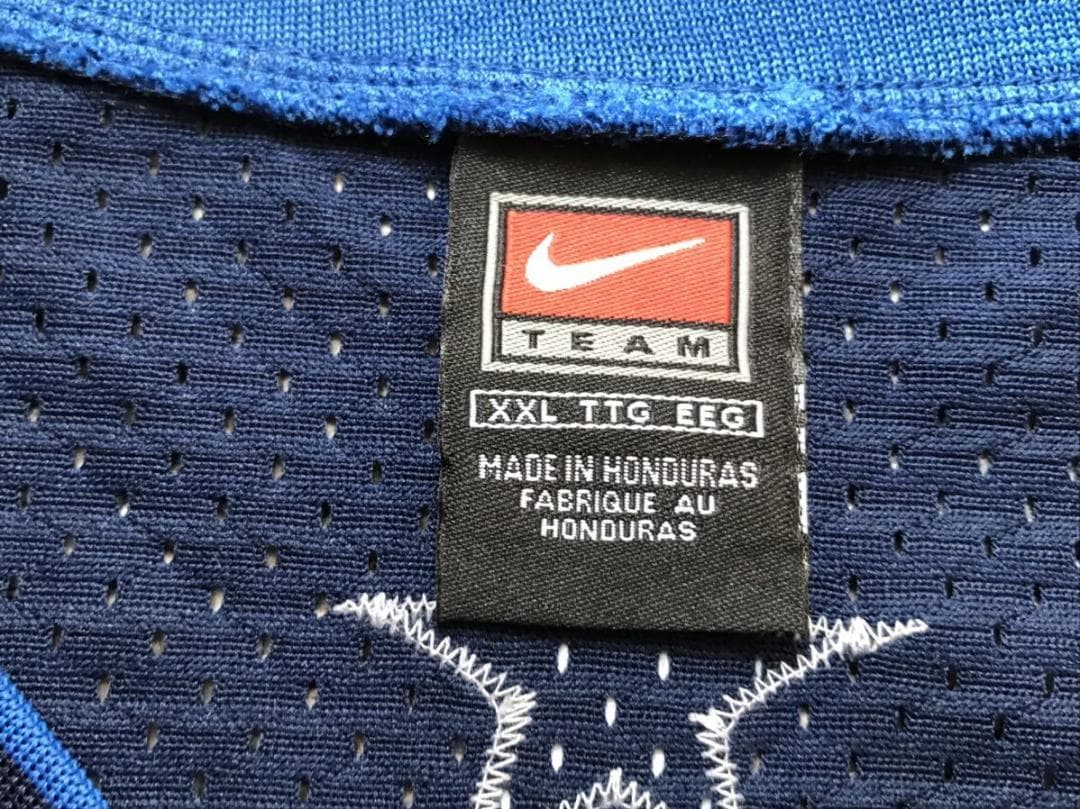 TEAM
XXL TTG EEG
MADE IN HONDURAS
FABRIQUE AU
HONDURAS